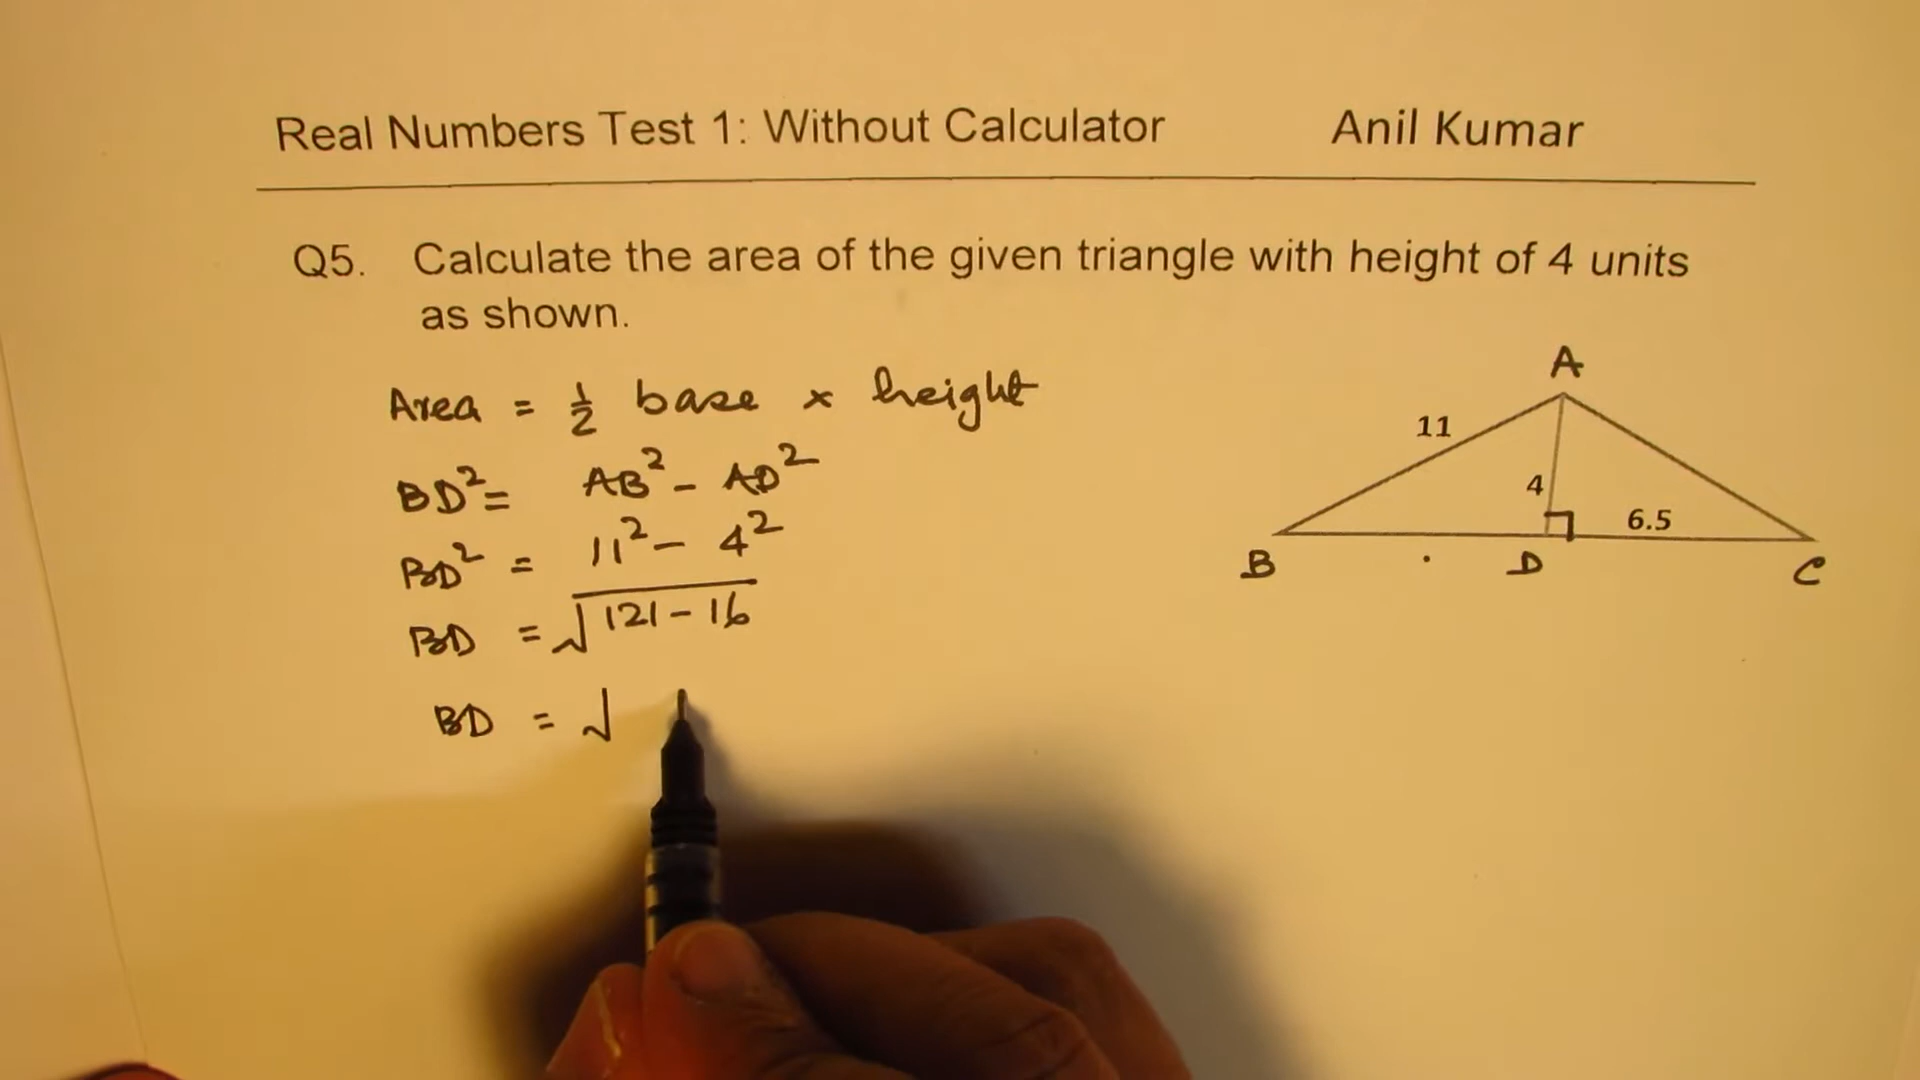 Real Numbers Test 1: Without Calculator Anil Kumar
Q5. Calculate the area of the given triangle with height of 4 units
as shown.
Area = 1/2 base × height
BD² = AB² - AD²
BD² = 11² - 4²
BD = √121 - 16
BD = √
A
11
4
6.5
B
D
C